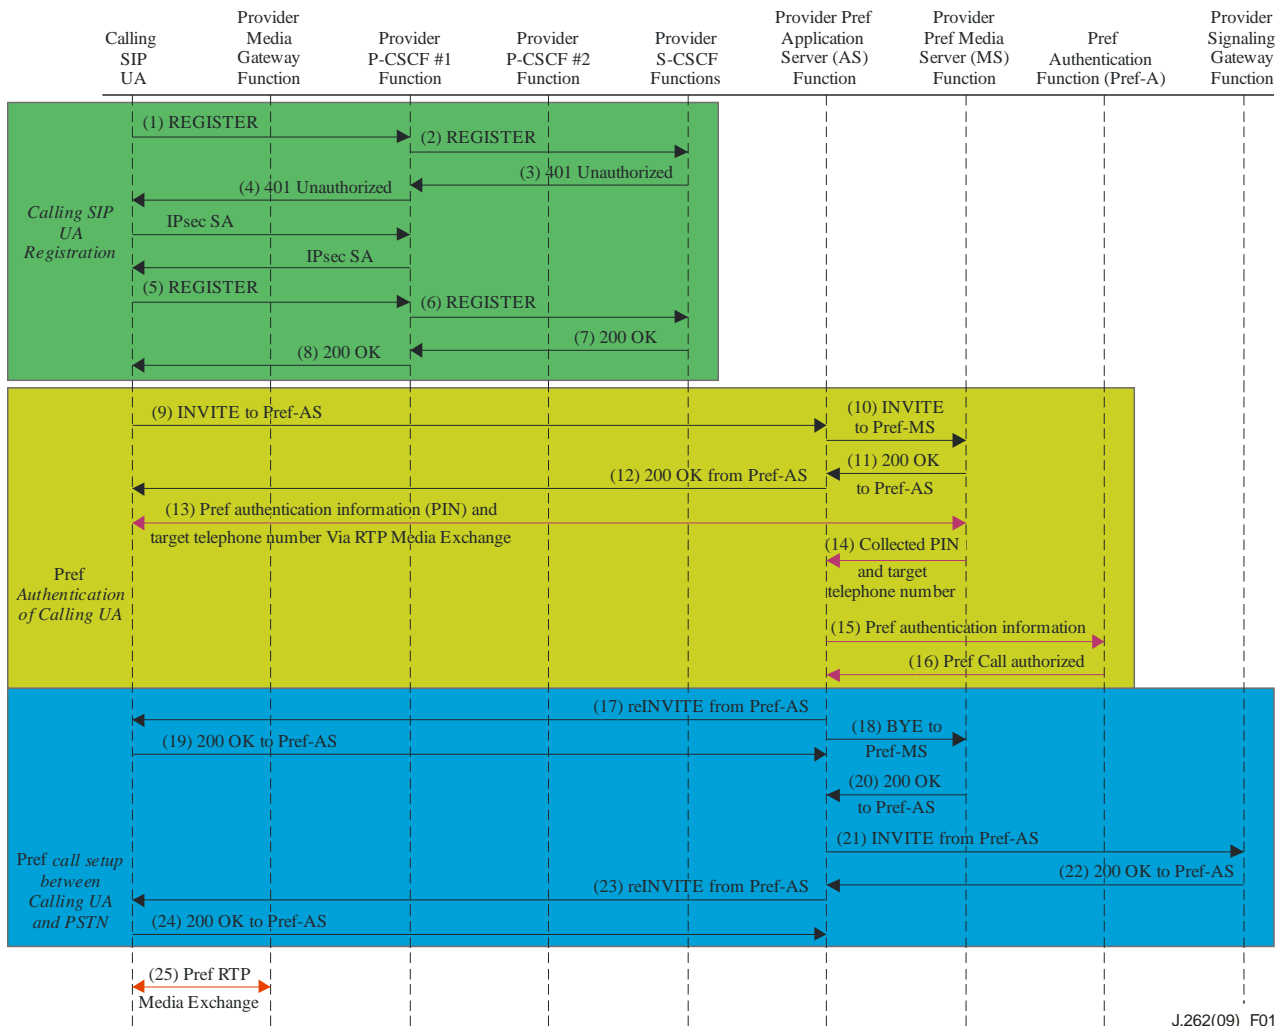 Calling
SIP
UA
Provider
Media
Gateway
Function
Provider
P-CSCF #1
Function
Provider
P-CSCF #2
Function
Provider
S-CSCF
Functions
Provider Pref
Application
Server (AS)
Function
Provider
Pref Media
Server (MS)
Function
Pref
Authentication
Function (Pref-A)
Provider
Signaling
Gateway
Function
Calling SIP
UA
Registration
(1) REGISTER
(2) REGISTER
(3) 401 Unauthorized
(4) 401 Unauthorized
IPsec SA
IPsec SA
(5) REGISTER
(6) REGISTER
(7) 200 OK
(8) 200 OK
Pref
Authentication
of Calling UA
(9) INVITE to Pref-AS
(10) INVITE
to Pref-MS
(11) 200 OK
to Pref-AS
(12) 200 OK from Pref-AS
(13) Pref authentication information (PIN) and
target telephone number Via RTP Media Exchange
(14) Collected PIN
and target
telephone number
(15) Pref authentication information
(16) Pref Call authorized
Pref call setup
between
Calling UA
and PSTN
(17) reINVITE from Pref-AS
(18) BYE to
Pref-MS
(19) 200 OK to Pref-AS
(20) 200 OK
to Pref-AS
(21) INVITE from Pref-AS
(22) 200 OK to Pref-AS
(23) reINVITE from Pref-AS
(24) 200 OK to Pref-AS
(25) Pref RTP
Media Exchange
J.262(09)_F01